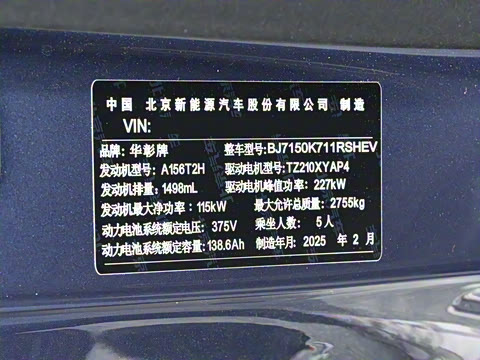 中国 北京新能源汽车股份有限公司 制造
VIN:
品牌: 华彰牌 整车型号: BJ7150K711RSHEV
发动机型号: A156T2H 驱动电机型号: TZ210XYAP4
发动机排量: 1498mL 驱动电机峰值功率: 227kW
发动机最大净功率: 115kW 最大允许总质量: 2755kg
动力电池系统额定电压: 375V 乘坐人数: 5人
动力电池系统额定容量: 138.6Ah 制造年月: 2025 年 2 月